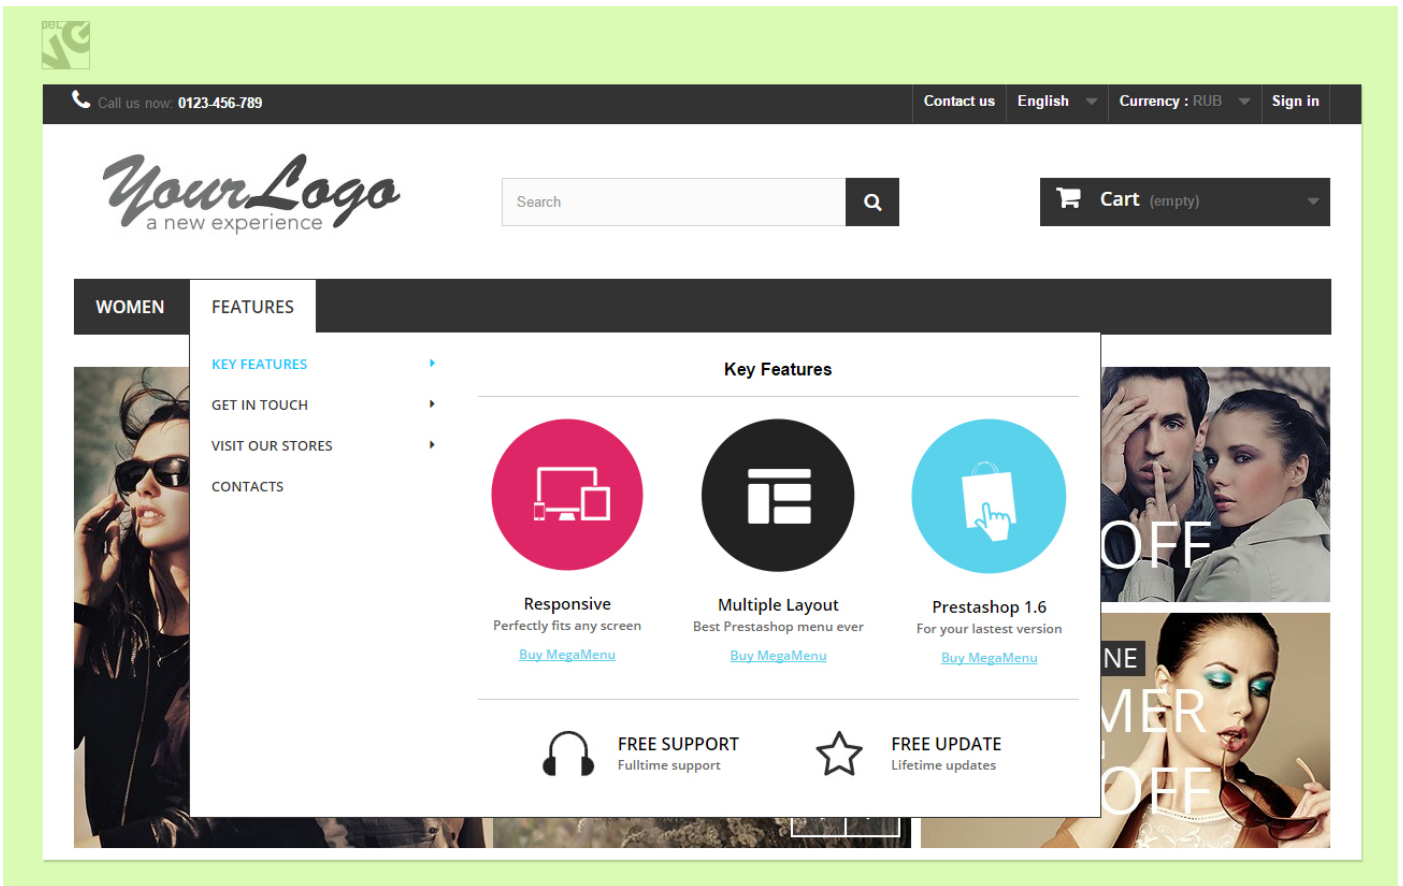 Call us now: 0123-456-789
Contact us
English
Currency : RUB
Sign in
YourLogo
a new experience
Search
Cart (empty)
WOMEN
FEATURES
KEY FEATURES
GET IN TOUCH
VISIT OUR STORES
CONTACTS
Key Features
Responsive
Perfectly fits any screen
Buy MegaMenu
Multiple Layout
Best Prestashop menu ever
Buy MegaMenu
Prestashop 1.6
For your lastest version
Buy MegaMenu
FREE SUPPORT
Fulltime support
FREE UPDATE
Lifetime updates
OFF
NE
MER
OFF